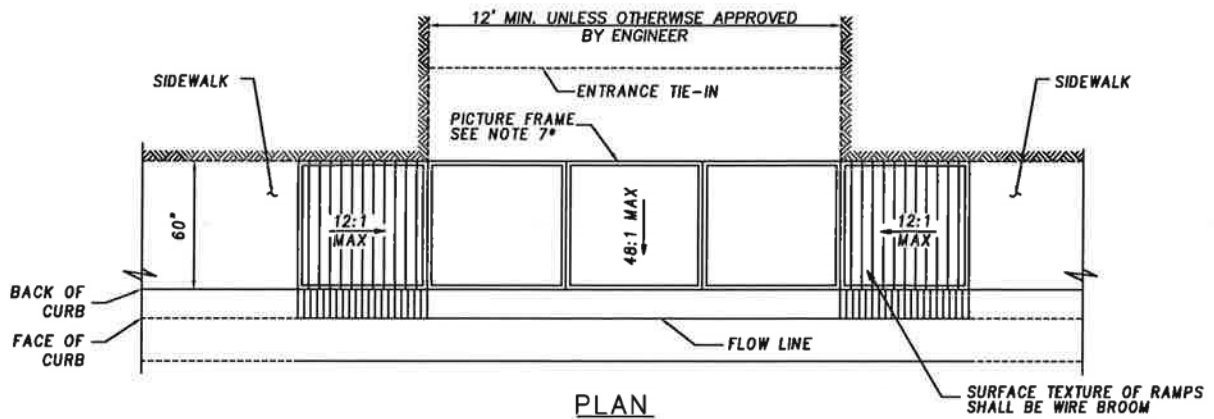 12' MIN. UNLESS OTHERWISE APPROVED
BY ENGINEER
SIDEWALK
SIDEWALK
ENTRANCE TIE-IN
PICTURE FRAME
SEE NOTE 7*
60"
12:1
MAX
48:1 MAX
12:1
MAX
BACK OF
CURB
FACE OF
CURB
FLOW LINE
SURFACE TEXTURE OF RAMPS
SHALL BE WIRE BROOM
PLAN